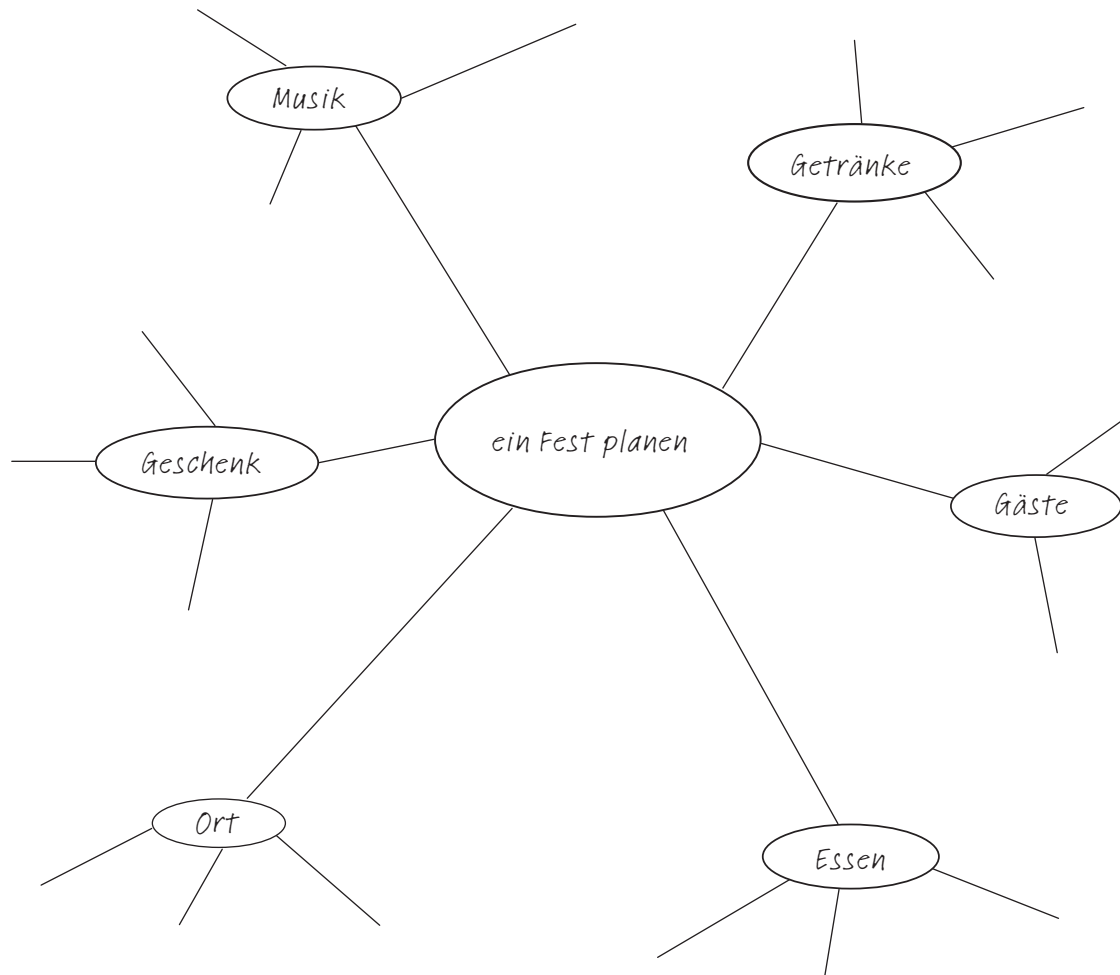 Musik
Getränke
ein Fest planen
Geschenk
Gäste
Ort
Essen